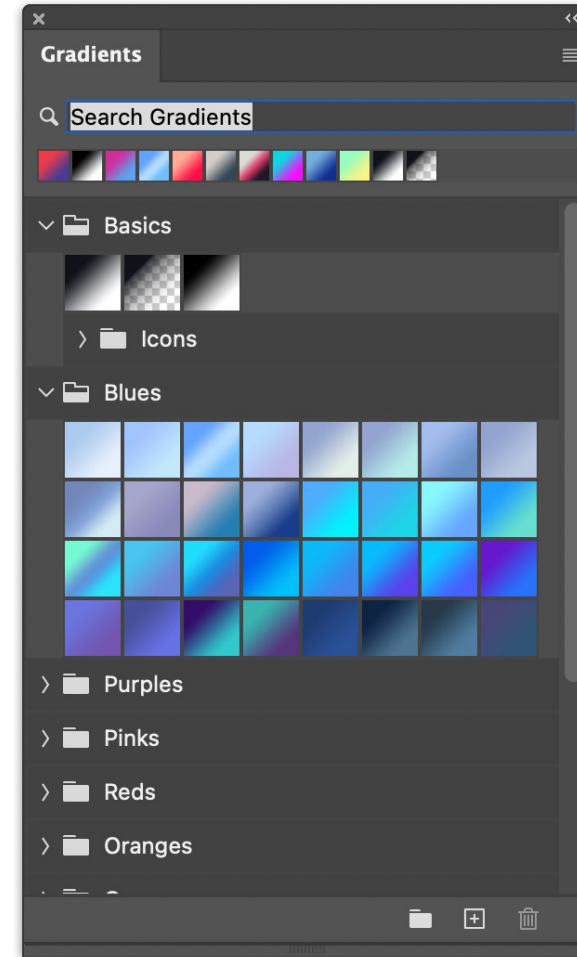 Gradients
Search Gradients
Basics
Icons
Blues
Purples
Pinks
Reds
Oranges